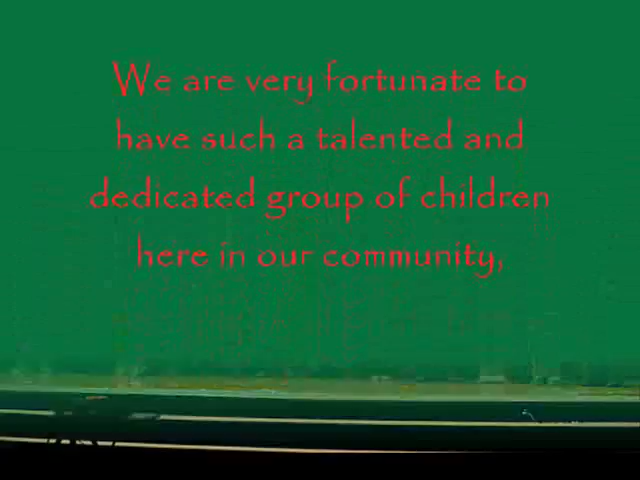 We are very fortunate to
have such a talented and
dedicated group of children
here in our community,